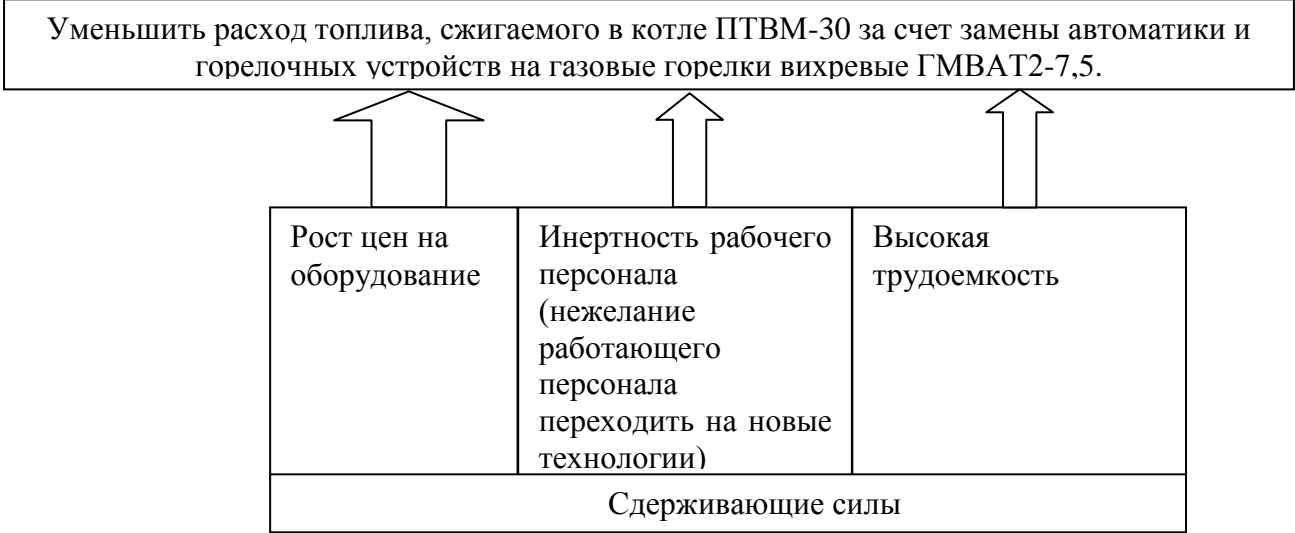 Уменьшить расход топлива, сжигаемого в котле ПТВМ-30 за счет замены автоматики и
горелочных устройств на газовые горелки вихревые ГМВАТ2-7,5.
Рост цен на
оборудование
Инертность рабочего
персонала
(нежелание
работающего
персонала
переходить на новые
технологии)
Высокая
трудоемкость
Сдерживающие силы